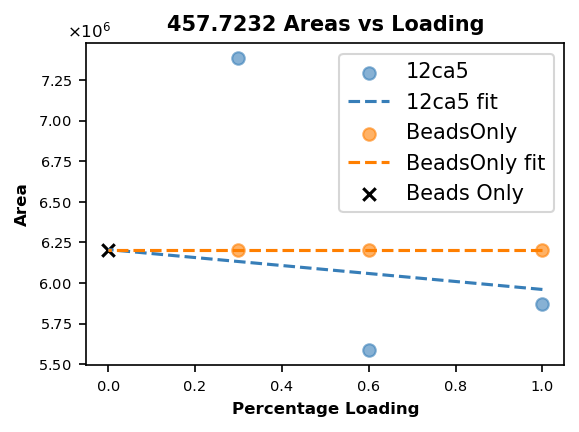 457.7232 Areas vs Loading
×10⁶
7.25
7.00
6.75
6.50
6.25
6.00
5.75
5.50
Area
12ca5
12ca5 fit
BeadsOnly
BeadsOnly fit
Beads Only
0.0 0.2 0.4 0.6 0.8 1.0
Percentage Loading